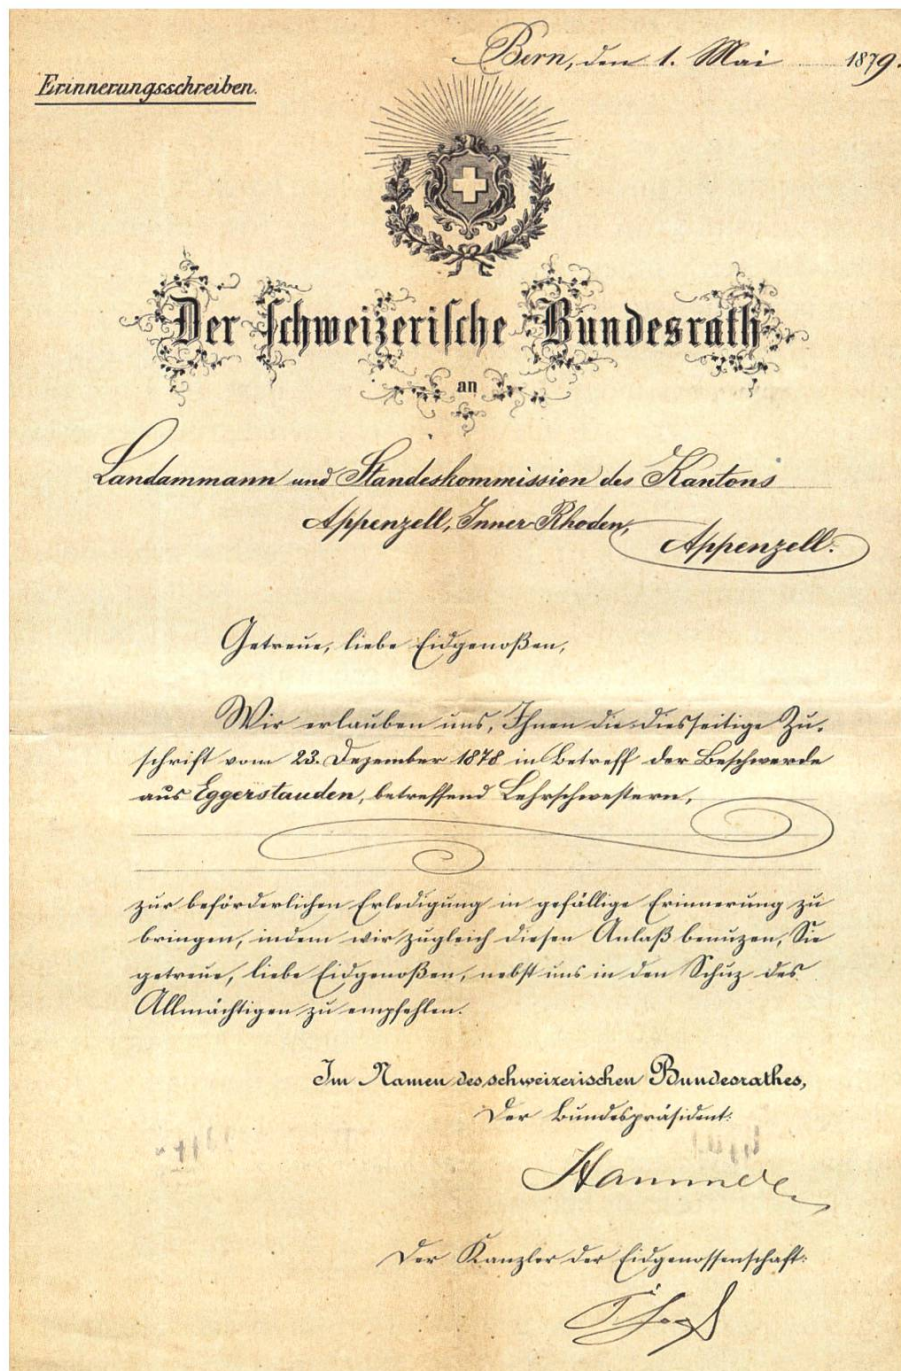 Bern, den 1. Mai 1879.
Erinnerungsschreiben.
Der schweizerische Bundesrath
an
Landammann und Standeskommission des Kantons
Appenzell, Inner-Rhoden,
Appenzell.
Getreue, liebe Eidgenoßen,
Wir erlauben uns, Ihnen die diesseitige Zu-
schrift vom 23. Dezember 1878 in Betreff der Beschwerde
aus Eggerstauden, betreffend Lehrschwestern,
zur beförderlichen Erledigung in gefällige Erinnerung zu
bringen, indem wir zugleich diesen Anlaß benuzen, Sie
getreue, liebe Eidgenoßen, nebst uns in den Schuz des
Allmächtigen zu empfehlen.
Im Namen des schweizerischen Bundesrathes,
Der Bundespräsident:
Hammer
Der Kanzler der Eidgenossenschaft: